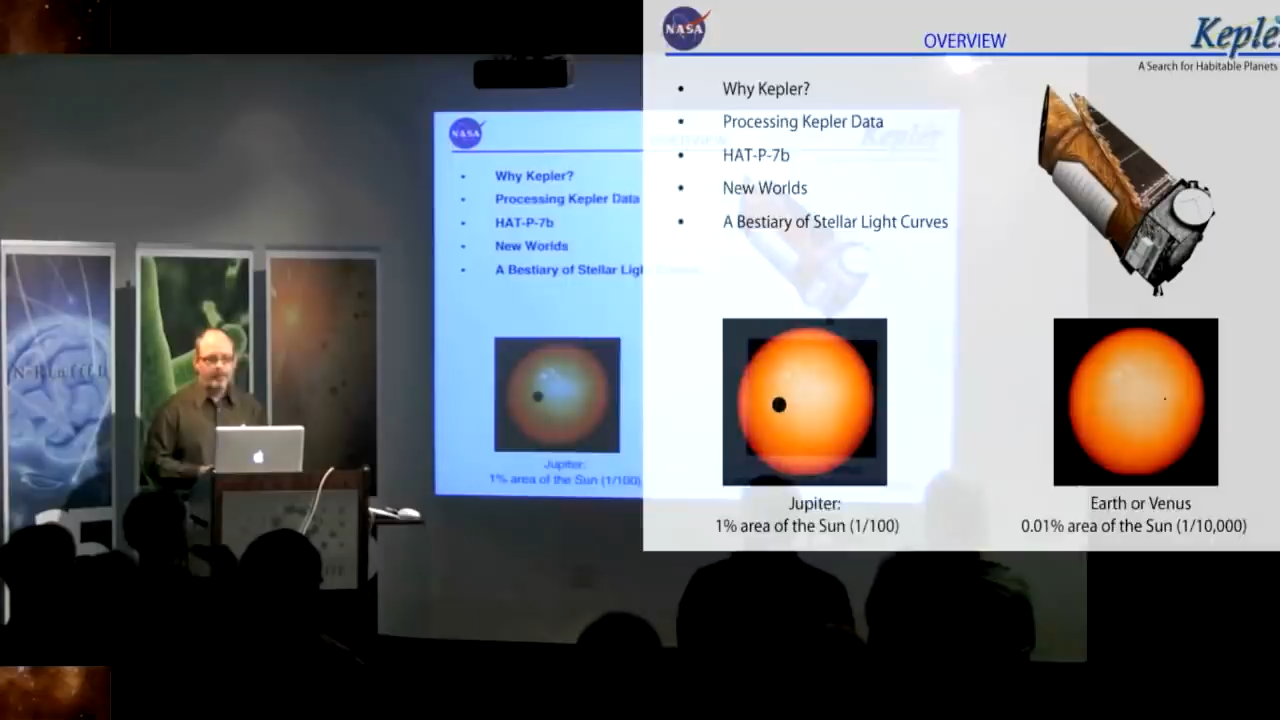 NASA
OVERVIEW
Kepler
A Search for Habitable Planets
• Why Kepler?
• Processing Kepler Data
• HAT-P-7b
• New Worlds
• A Bestiary of Stellar Light Curves
Jupiter:
1% area of the Sun (1/100)
Earth or Venus
0.01% area of the Sun (1/10,000)
NASA
Kepler
• Why Kepler?
• Processing Kepler Data
• HAT-P-7b
• New Worlds
• A Bestiary of Stellar Light
Jupiter:
1% area of the Sun (1/100)